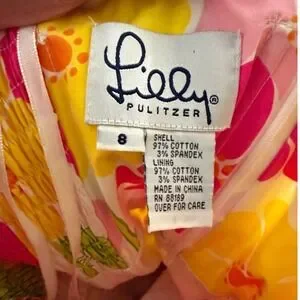 Lilly®
PULITZER
8
SHELL
97% COTTON
3% SPANDEX
LINING
97% COTTON
3% SPANDEX
MADE IN CHINA
RN 88189
OVER FOR CARE